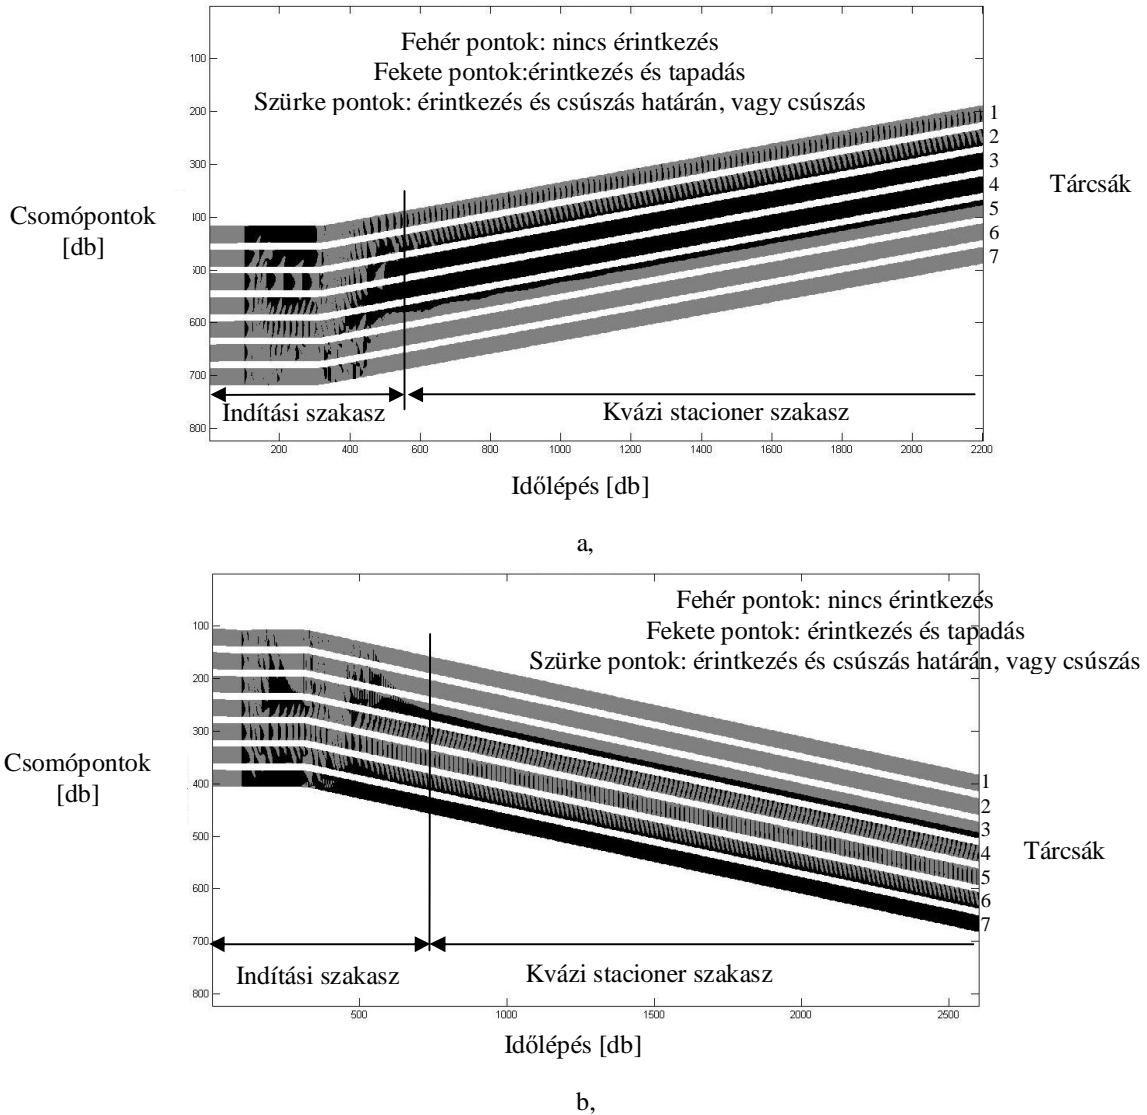 Fehér pontok: nincs érintkezés
Fekete pontok:érintkezés és tapadás
Szürke pontok: érintkezés és csúszás határán, vagy csúszás
100
200
300
400
500
600
700
800
Csomópontok
[db]
1
2
3
4
5
6
7
Tárcsák
Indítási szakasz
Kvázi stacioner szakasz
200 400 600 800 1000 1200 1400 1600 1800 2000 2200
Időlépés [db]
a,
Fehér pontok: nincs érintkezés
Fekete pontok: érintkezés és tapadás
Szürke pontok: érintkezés és csúszás határán, vagy csúszás
100
200
300
400
500
600
700
800
Csomópontok
[db]
1
2
3
4
5
6
7
Tárcsák
Indítási szakasz
Kvázi stacioner szakasz
500 1000 1500 2000 2500
Időlépés [db]
b,